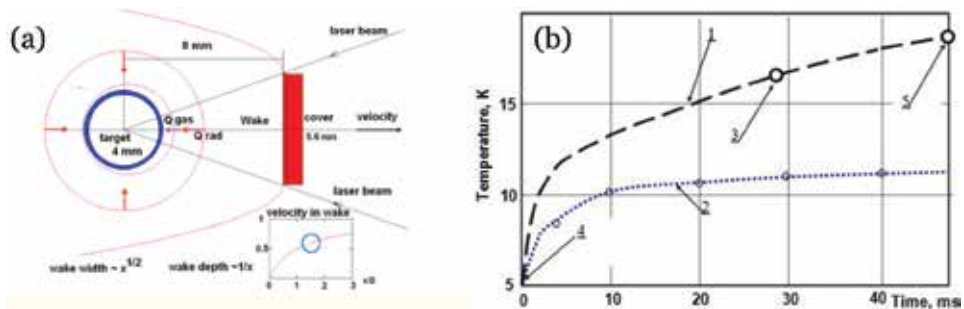 (a)
8 mm
laser beam
Q gas
Wake
cover
velocity
target
4 mm
Q rad
5.6 mm
laser beam
velocity in wake
1
0.5
0 1 2 3
wake width ~ x^1/2
wake depth ~1/x
(b)
Temperature, K
15
10
5
1
2
3
4
5
0 10 20 30 40 Time, ms